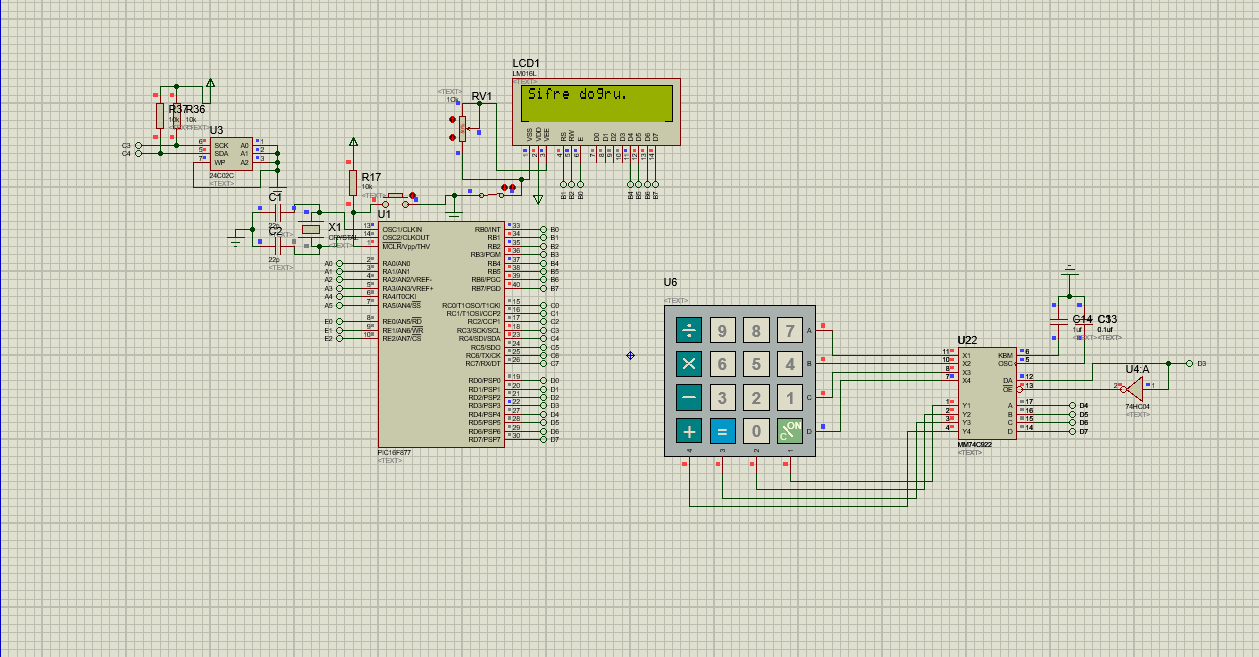 LCD1
LM016L
<TEXT>
Sifre do9ru.
VSS VDD VEE RS RW E D0 D1 D2 D3 D4 D5 D6 D7
1 2 3 4 5 6 7 8 9 10 11 12 13 14
B1 B2 B0 B4 B5 B6 B7
<TEXT>
10k
RV1
R37 R36
10k 10k
<TEXT>
U3
C3 6 SCK A0 1
C4 5 SDA A1 2
7 WP A2 3
24C02C
<TEXT>
R17
10k
<TEXT>
C1
22p
C2
22p
<TEXT>
X1
CRYSTAL
<TEXT>
U1
13 OSC1/CLKIN RB0/INT 33 B0
14 OSC2/CLKOUT RB1 34 B1
1 MCLR/Vpp/THV RB2 35 B2
RB3/PGM 36 B3
A0 2 RA0/AN0 RB4 37 B4
A1 3 RA1/AN1 RB5 38 B5
A2 4 RA2/AN2/VREF- RB6/PGC 39 B6
A3 5 RA3/AN3/VREF+ RB7/PGD 40 B7
A4 6 RA4/T0CKI
A5 7 RA5/AN4/SS RC0/T1OSO/T1CKI 15 C0
RC1/T1OSI/CCP2 16 C1
E0 8 RE0/AN5/RD RC2/CCP1 17 C2
E1 9 RE1/AN6/WR RC3/SCK/SCL 18 C3
E2 10 RE2/AN7/CS RC4/SDI/SDA 23 C4
RC5/SDO 24 C5
RC6/TX/CK 25 C6
RC7/RX/DT 26 C7
RD0/PSP0 19 D0
RD1/PSP1 20 D1
RD2/PSP2 21 D2
RD3/PSP3 22 D3
RD4/PSP4 27 D4
RD5/PSP5 28 D5
RD6/PSP6 29 D6
RD7/PSP7 30 D7
PIC16F877
<TEXT>
U6
<TEXT>
÷ 9 8 7 A
× 6 5 4 B
− 3 2 1 C
+ = 0 ON C D
4 3 2 1
U22
11 X1 KBM 6
10 X2 OSC 5
8 X3
7 X4 DA 12
OE 13
1 Y1 A 17 D4
2 Y2 B 16 D5
3 Y3 C 15 D6
4 Y4 D 14 D7
MM74C922
<TEXT>
C14 C33
1uf 0.1uf
<TEXT>
D3
U4:A
2 1
74HC04
<TEXT>